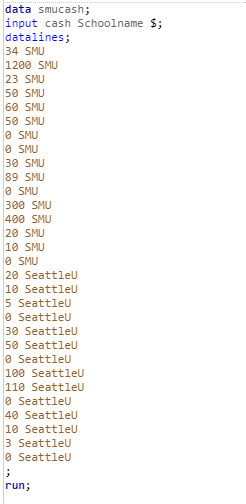 data smucash;
input cash Schoolname $;
datalines;
34 SMU
1200 SMU
23 SMU
50 SMU
60 SMU
50 SMU
0 SMU
0 SMU
30 SMU
89 SMU
0 SMU
300 SMU
400 SMU
20 SMU
10 SMU
0 SMU
20 SeattleU
10 SeattleU
5 SeattleU
0 SeattleU
30 SeattleU
50 SeattleU
0 SeattleU
100 SeattleU
110 SeattleU
0 SeattleU
40 SeattleU
10 SeattleU
3 SeattleU
0 SeattleU
;
run;